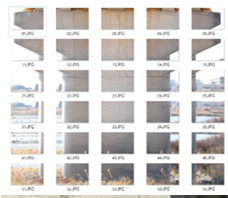 01.JPG 02.JPG 03.JPG 04.JPG 05.JPG
11.JPG 12.JPG 13.JPG 14.JPG 15.JPG
21.JPG 22.JPG 23.JPG 24.JPG 25.JPG
31.JPG 32.JPG 33.JPG 34.JPG 35.JPG
41.JPG 42.JPG 43.JPG 44.JPG 45.JPG
51.JPG 52.JPG 53.JPG 54.JPG 55.JPG